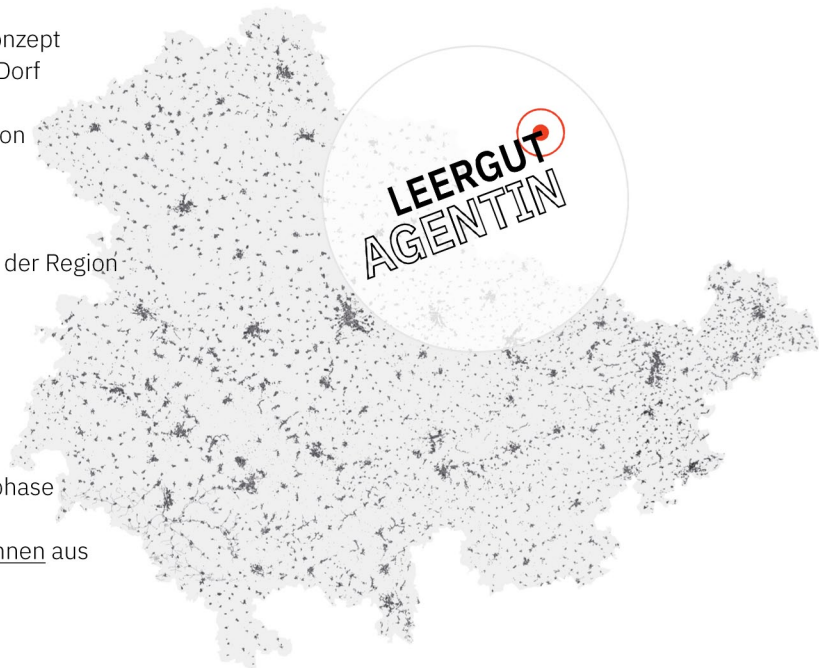 onzept
Dorf
on
LEERGUT
AGENTIN
der Region
phase
nnen aus